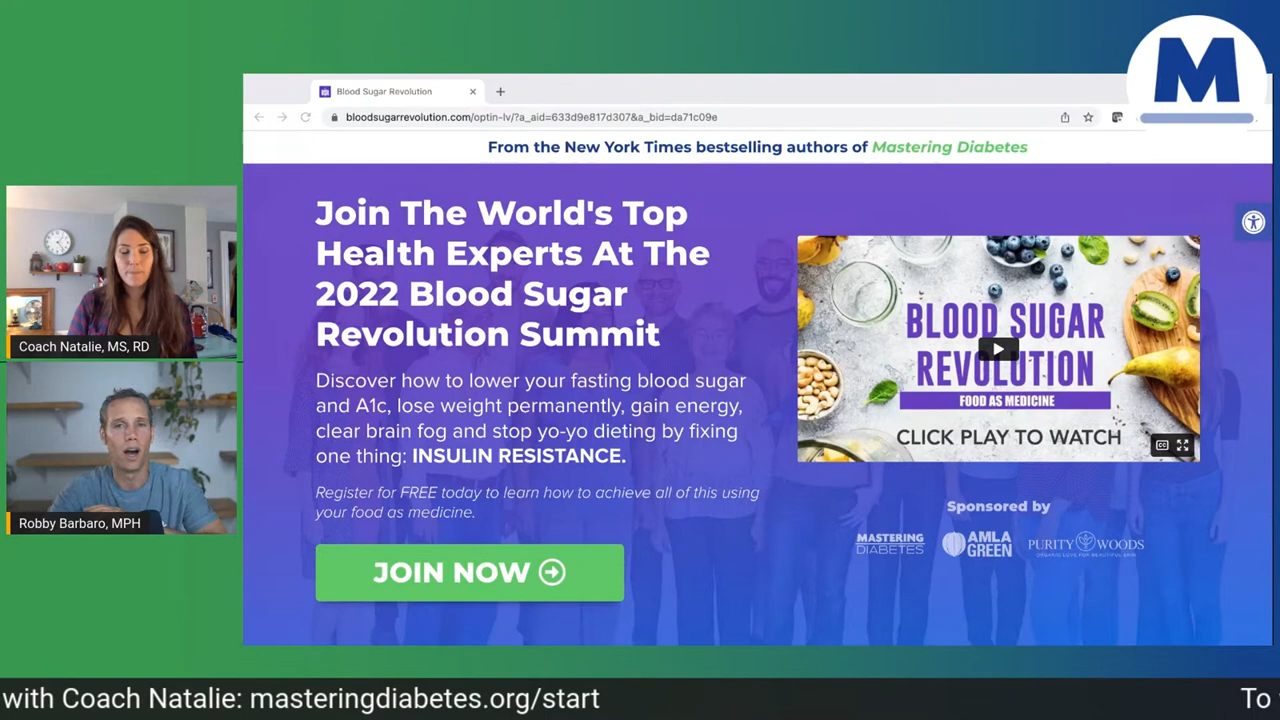 M
Blood Sugar Revolution
bloodsugarrevolution.com/optin-lv/?a_aid=633d9e817d307&a_bid=da71c09e
From the New York Times bestselling authors of Mastering Diabetes
Join The World's Top
Health Experts At The
2022 Blood Sugar
Revolution Summit
Discover how to lower your fasting blood sugar
and A1c, lose weight permanently, gain energy,
clear brain fog and stop yo-yo dieting by fixing
one thing: INSULIN RESISTANCE.
Register for FREE today to learn how to achieve all of this using
your food as medicine.
JOIN NOW
BLOOD SUGAR
REVOLUTION
FOOD AS MEDICINE
CLICK PLAY TO WATCH
CC
Sponsored by
MASTERING
DIABETES
AMLA
GREEN
PURITY WOODS
Coach Natalie, MS, RD
Robby Barbaro, MPH
with Coach Natalie: masteringdiabetes.org/start
To